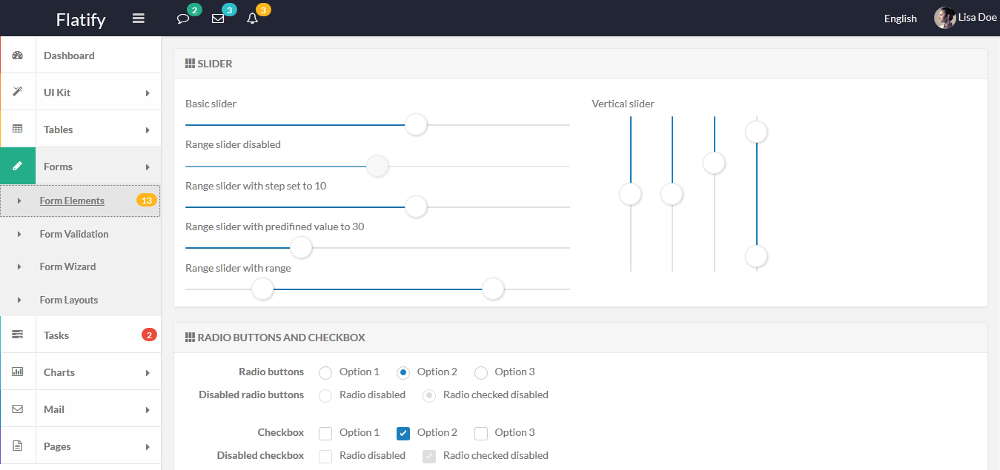 Flatify
2
3
3
English
Lisa Doe
Dashboard
UI Kit
Tables
Forms
Form Elements
13
Form Validation
Form Wizard
Form Layouts
Tasks
2
Charts
Mail
Pages
SLIDER
Basic slider
Range slider disabled
Range slider with step set to 10
Range slider with predifined value to 30
Range slider with range
Vertical slider
RADIO BUTTONS AND CHECKBOX
Radio buttons Option 1 Option 2 Option 3
Disabled radio buttons Radio disabled Radio checked disabled
Checkbox Option 1 Option 2 Option 3
Disabled checkbox Radio disabled Radio checked disabled